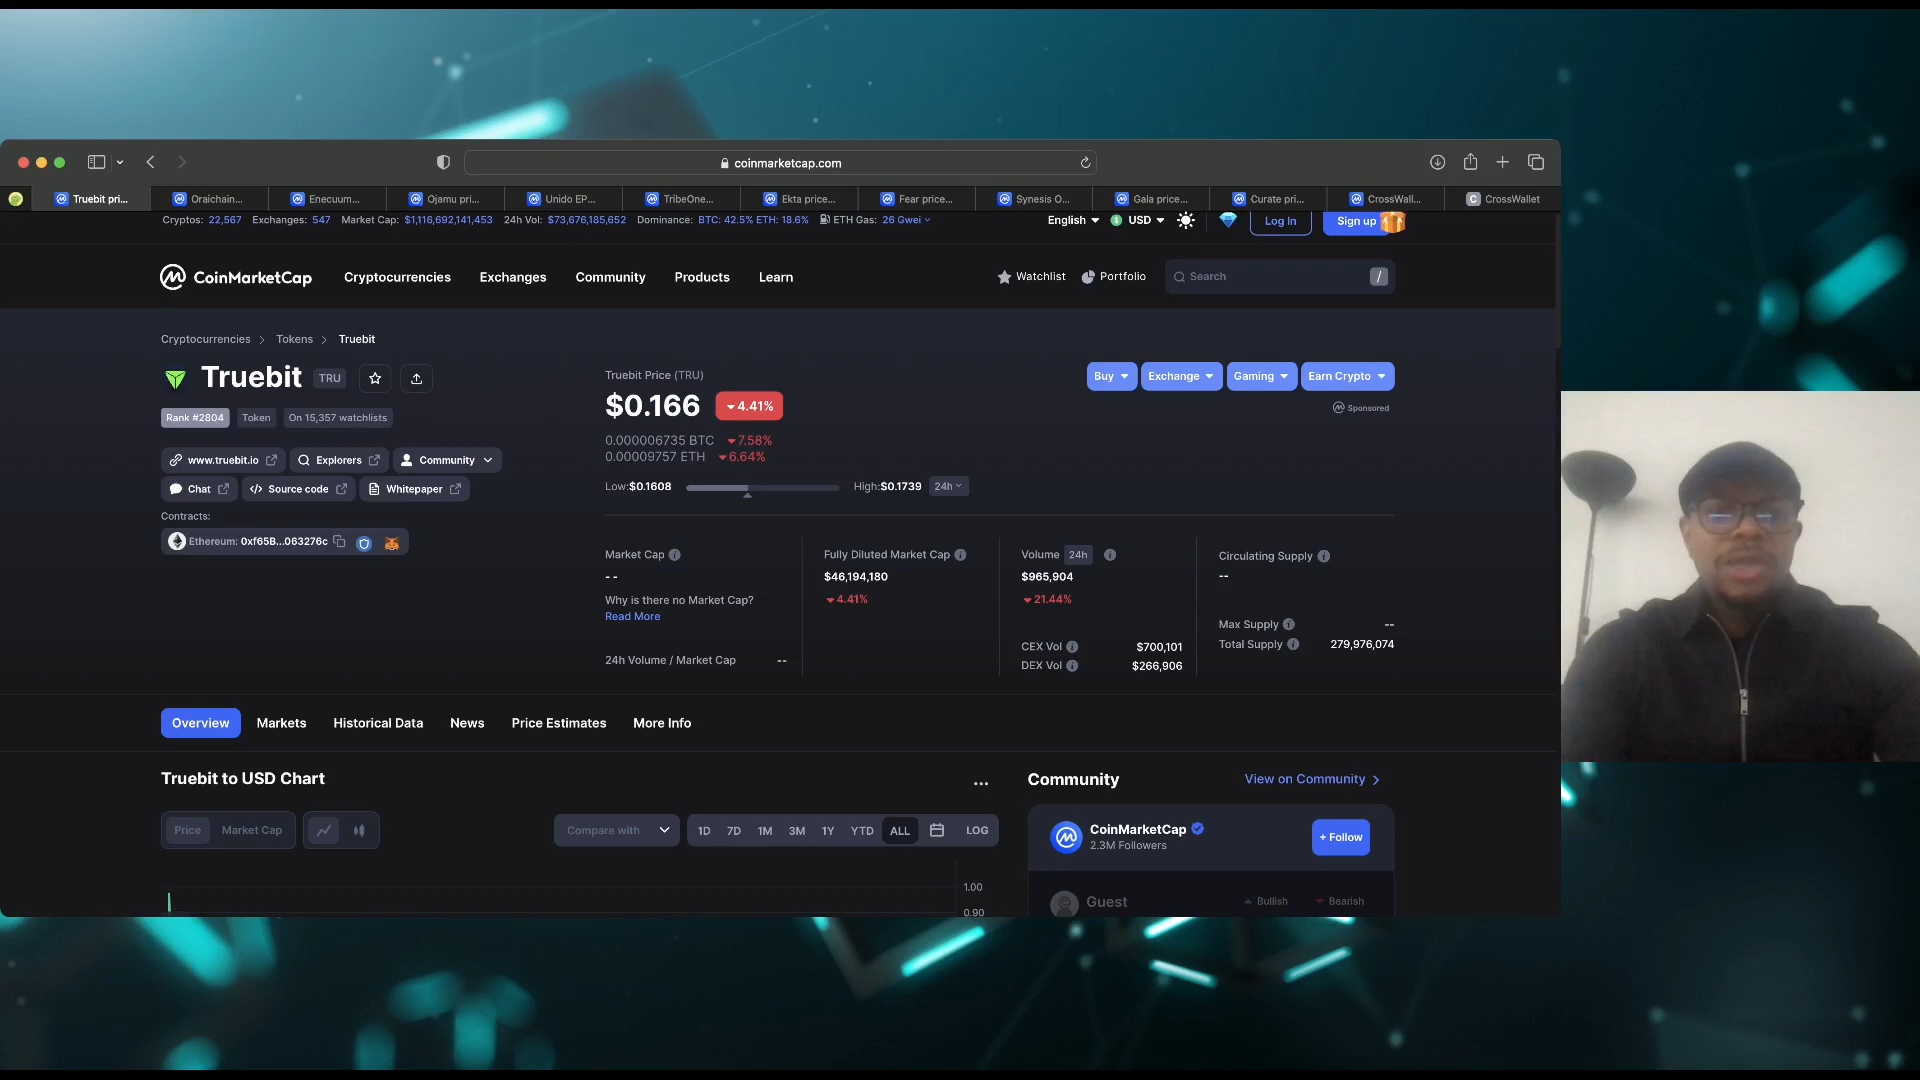 coinmarketcap.com
Truebit pri...
Oraichain...
Enecuum...
Ojamu pri...
Unido EP...
TribeOne...
Ekta price...
Fear price...
Synesis O...
Gala price...
Curate pri...
CrossWall...
C CrossWallet
Cryptos: 22,567 Exchanges: 547 Market Cap: $1,116,692,141,453 24h Vol: $73,676,185,652 Dominance: BTC: 42.5% ETH: 18.6% ETH Gas: 26 Gwei
English $ USD Log In Sign up
CoinMarketCap Cryptocurrencies Exchanges Community Products Learn Watchlist Portfolio Search /
Cryptocurrencies > Tokens > Truebit
Truebit TRU
Rank #2804 Token On 15,357 watchlists
www.truebit.io Explorers Community
Chat Source code Whitepaper
Contracts:
Ethereum: 0xf65B...063276c
Truebit Price (TRU)
$0.166 4.41%
0.000006735 BTC 7.58%
0.00009757 ETH 6.64%
Low:$0.1608 High:$0.1739 24h
Buy Exchange Gaming Earn Crypto
Sponsored
Market Cap
- -
Why is there no Market Cap?
Read More
24h Volume / Market Cap --
Fully Diluted Market Cap
$46,194,180
4.41%
Volume 24h
$965,904
21.44%
CEX Vol $700,101
DEX Vol $266,906
Circulating Supply
--
Max Supply --
Total Supply 279,976,074
Overview Markets Historical Data News Price Estimates More Info
Truebit to USD Chart ...
Price Market Cap Compare with 1D 7D 1M 3M 1Y YTD ALL LOG
1.00
0.90
Community View on Community >
CoinMarketCap
2.3M Followers
+ Follow
Guest Bullish Bearish